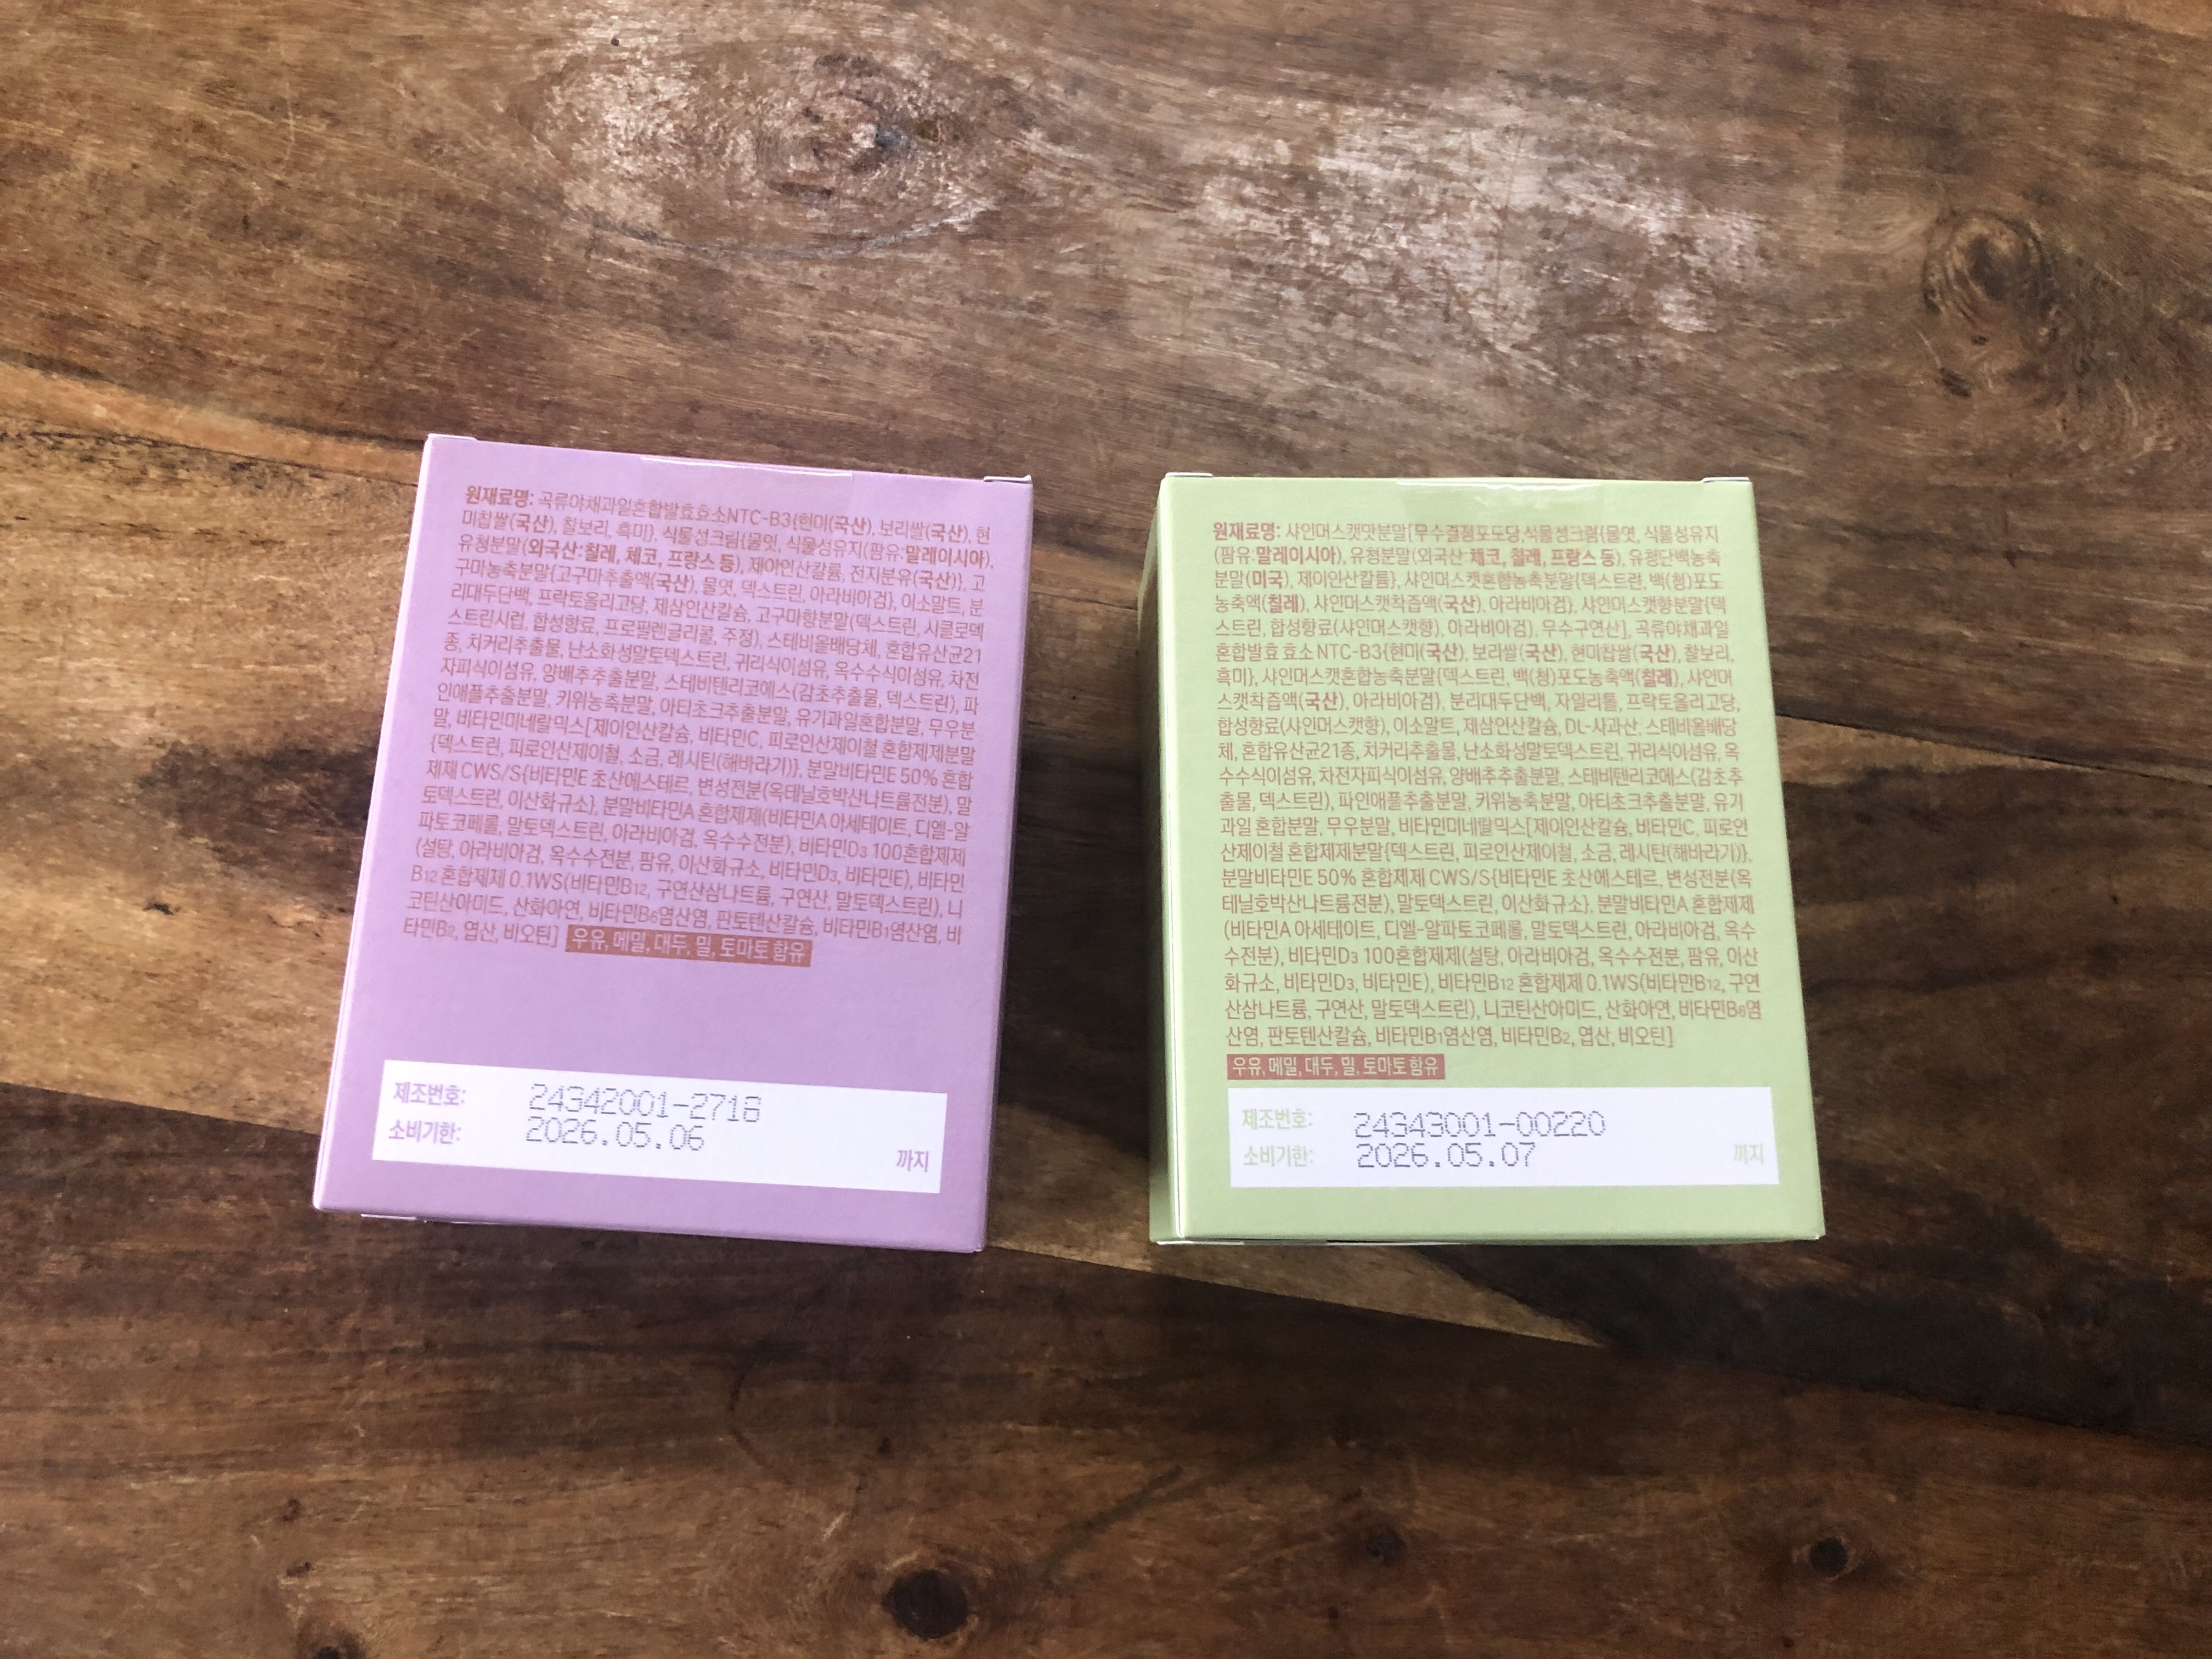 원재료명: 곡류야채과일혼합발효효소NTC-B3{현미(국산), 보리쌀(국산), 현
미찹쌀(국산), 찰보리, 흑미}, 식물성크림{물엿, 식물성유지(팜유:말레이시아),
유청분말(외국산:칠레, 체코, 프랑스 등), 제이인산칼륨, 전지분유(국산)}, 고
구마농축분말{고구마추출액(국산), 물엿, 덱스트린, 아라비아검}, 이소말트, 분
리대두단백, 프락토올리고당, 제삼인산칼슘, 고구마향분말(덱스트린, 시클로덱
스트린시럽, 합성향료, 프로필렌글리콜, 주정), 스테비올배당체, 혼합유산균21
종, 치커리추출물, 난소화성말토덱스트린, 귀리식이섬유, 옥수수식이섬유, 차전
자피식이섬유, 양배추추출분말, 스테비텐리코에스(감초추출물, 덱스트린), 파
인애플추출분말, 키위농축분말, 아티초크추출분말, 유기과일혼합분말, 무우분
말, 비타민미네랄믹스[제이인산칼슘, 비타민C, 피로인산제이철 혼합제제분말
{덱스트린, 피로인산제이철, 소금, 레시틴(해바라기)}, 분말비타민E 50% 혼합
제제 CWS/S{비타민E 초산에스테르, 변성전분(옥테닐호박산나트륨전분), 말
토덱스트린, 이산화규소}, 분말비타민A 혼합제제(비타민A 아세테이트, 디엘-알
파토코페롤, 말토덱스트린, 아라비아검, 옥수수전분), 비타민D3 100혼합제제
(설탕, 아라비아검, 옥수수전분, 팜유, 이산화규소, 비타민D3, 비타민E), 비타민
B12 혼합제제 0.1WS(비타민B12, 구연산삼나트륨, 구연산, 말토덱스트린), 니
코틴산아미드, 산화아연, 비타민B6염산염, 판토텐산칼슘, 비타민B1염산염, 비
타민B2, 엽산, 비오틴] 우유, 메밀, 대두, 밀, 토마토 함유
제조번호: 24342001-2718
소비기한: 2026.05.06
까지
원재료명: 샤인머스캣맛분말[무수결정포도당,식물성크림{물엿, 식물성유지
(팜유:말레이시아), 유청분말(외국산:체코, 칠레, 프랑스 등), 유청단백농축
분말(미국), 제이인산칼륨}, 샤인머스캣혼합농축분말{덱스트린, 백(청)포도
농축액(칠레), 샤인머스캣착즙액(국산), 아라비아검}, 샤인머스캣향분말{덱
스트린, 합성향료(샤인머스캣향), 아라비아검}, 무수구연산], 곡류야채과일
혼합발효 효소 NTC-B3{현미(국산), 보리쌀(국산), 현미찹쌀(국산), 찰보리,
흑미}, 샤인머스캣혼합농축분말{덱스트린, 백(청)포도농축액(칠레), 샤인머
스캣착즙액(국산), 아라비아검}, 분리대두단백, 자일리톨, 프락토올리고당,
합성향료(샤인머스캣향), 이소말트, 제삼인산칼슘, DL-사과산, 스테비올배당
체, 혼합유산균21종, 치커리추출물, 난소화성말토덱스트린, 귀리식이섬유, 옥
수수식이섬유, 차전자피식이섬유, 양배추추출분말, 스테비텐리코에스(감초추
출물, 덱스트린), 파인애플추출분말, 키위농축분말, 아티초크추출분말, 유기
과일 혼합분말, 무우분말, 비타민미네랄믹스[제이인산칼슘, 비타민C, 피로인
산제이철 혼합제제분말{덱스트린, 피로인산제이철, 소금, 레시틴(해바라기)},
분말비타민E 50% 혼합제제 CWS/S{비타민E 초산에스테르, 변성전분(옥
테닐호박산나트륨전분), 말토덱스트린, 이산화규소}, 분말비타민A 혼합제제
(비타민A 아세테이트, 디엘-알파토코페롤, 말토덱스트린, 아라비아검, 옥수
수전분), 비타민D3 100혼합제제(설탕, 아라비아검, 옥수수전분, 팜유, 이산
화규소, 비타민D3, 비타민E), 비타민B12 혼합제제 0.1WS(비타민B12, 구연
산삼나트륨, 구연산, 말토덱스트린), 니코틴산아미드, 산화아연, 비타민B6염
산염, 판토텐산칼슘, 비타민B1염산염, 비타민B2, 엽산, 비오틴]
우유, 메밀, 대두, 밀, 토마토 함유
제조번호: 24343001-00220
소비기한: 2026.05.07
까지